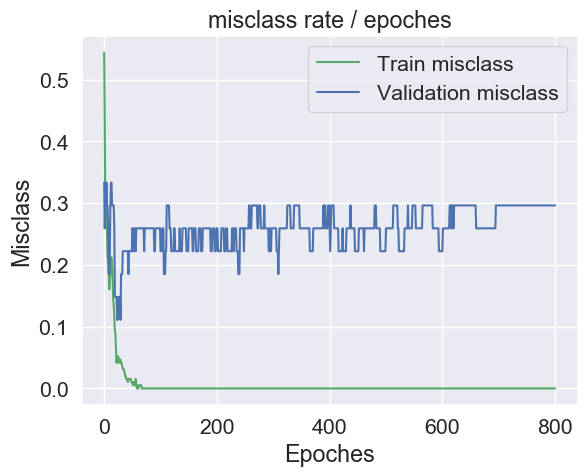 misclass rate / epoches
Train misclass
Validation misclass
Misclass
0.5
0.4
0.3
0.2
0.1
0.0
0
200
400
600
800
Epoches